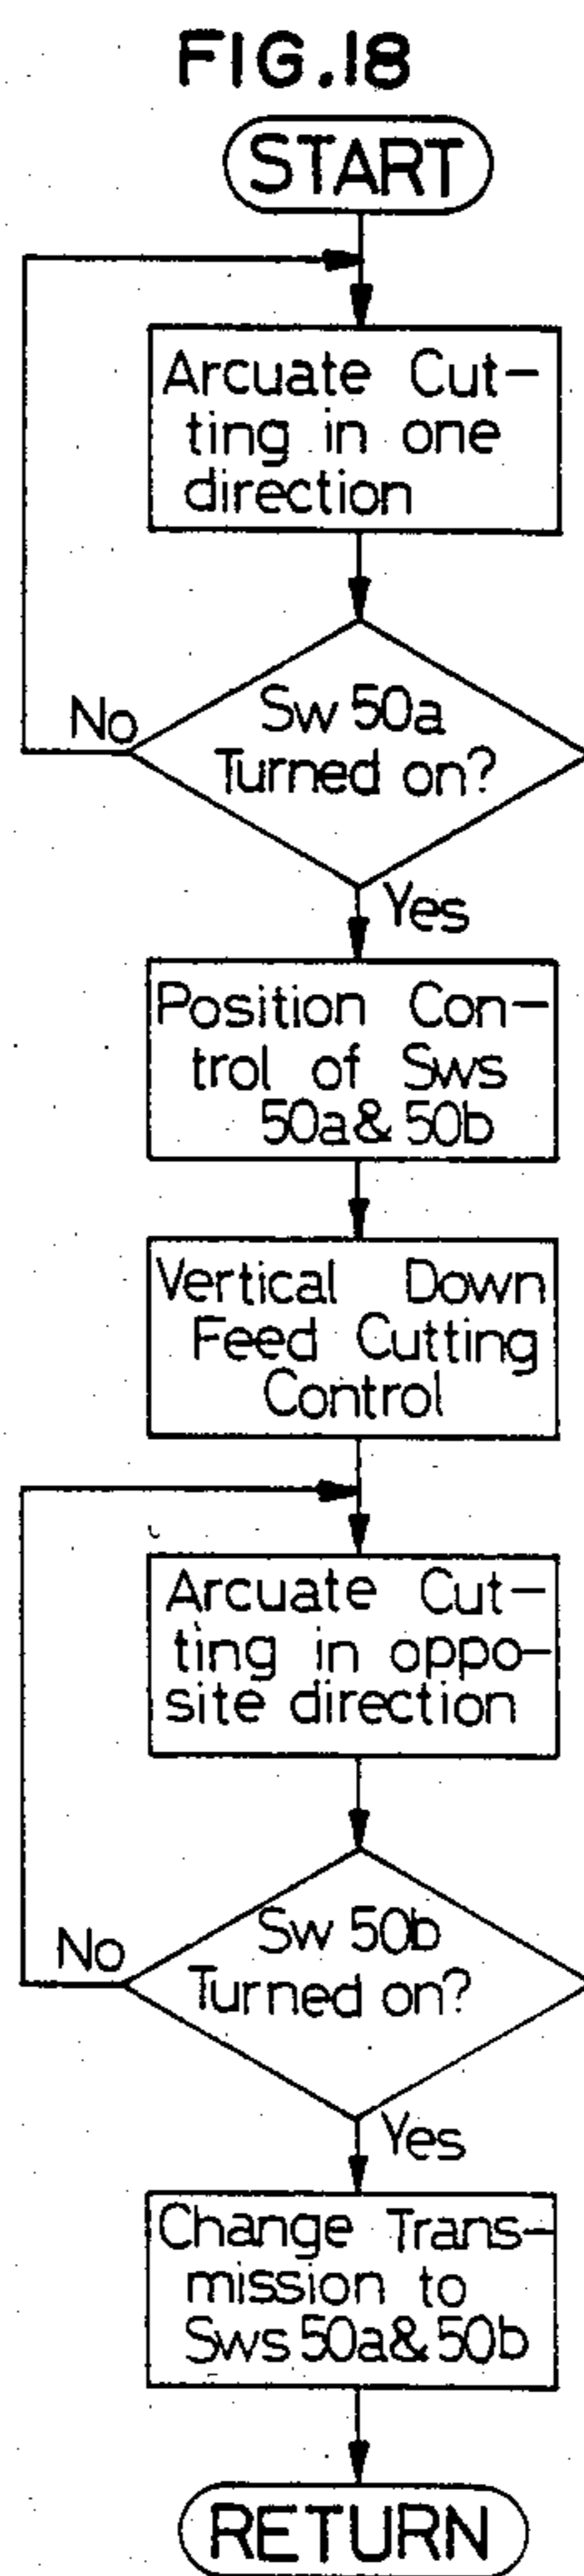 FIG.18
START
Arcuate Cut-
ting in one
direction
No
Sw 50a
Turned on?
Yes
Position Con-
trol of Sws
50a & 50b
Vertical Down
Feed Cutting
Control
Arcuate Cut-
ting in oppo-
site direction
No
Sw 50b
Turned on?
Yes
Change Trans-
mission to
Sws 50a & 50b
RETURN